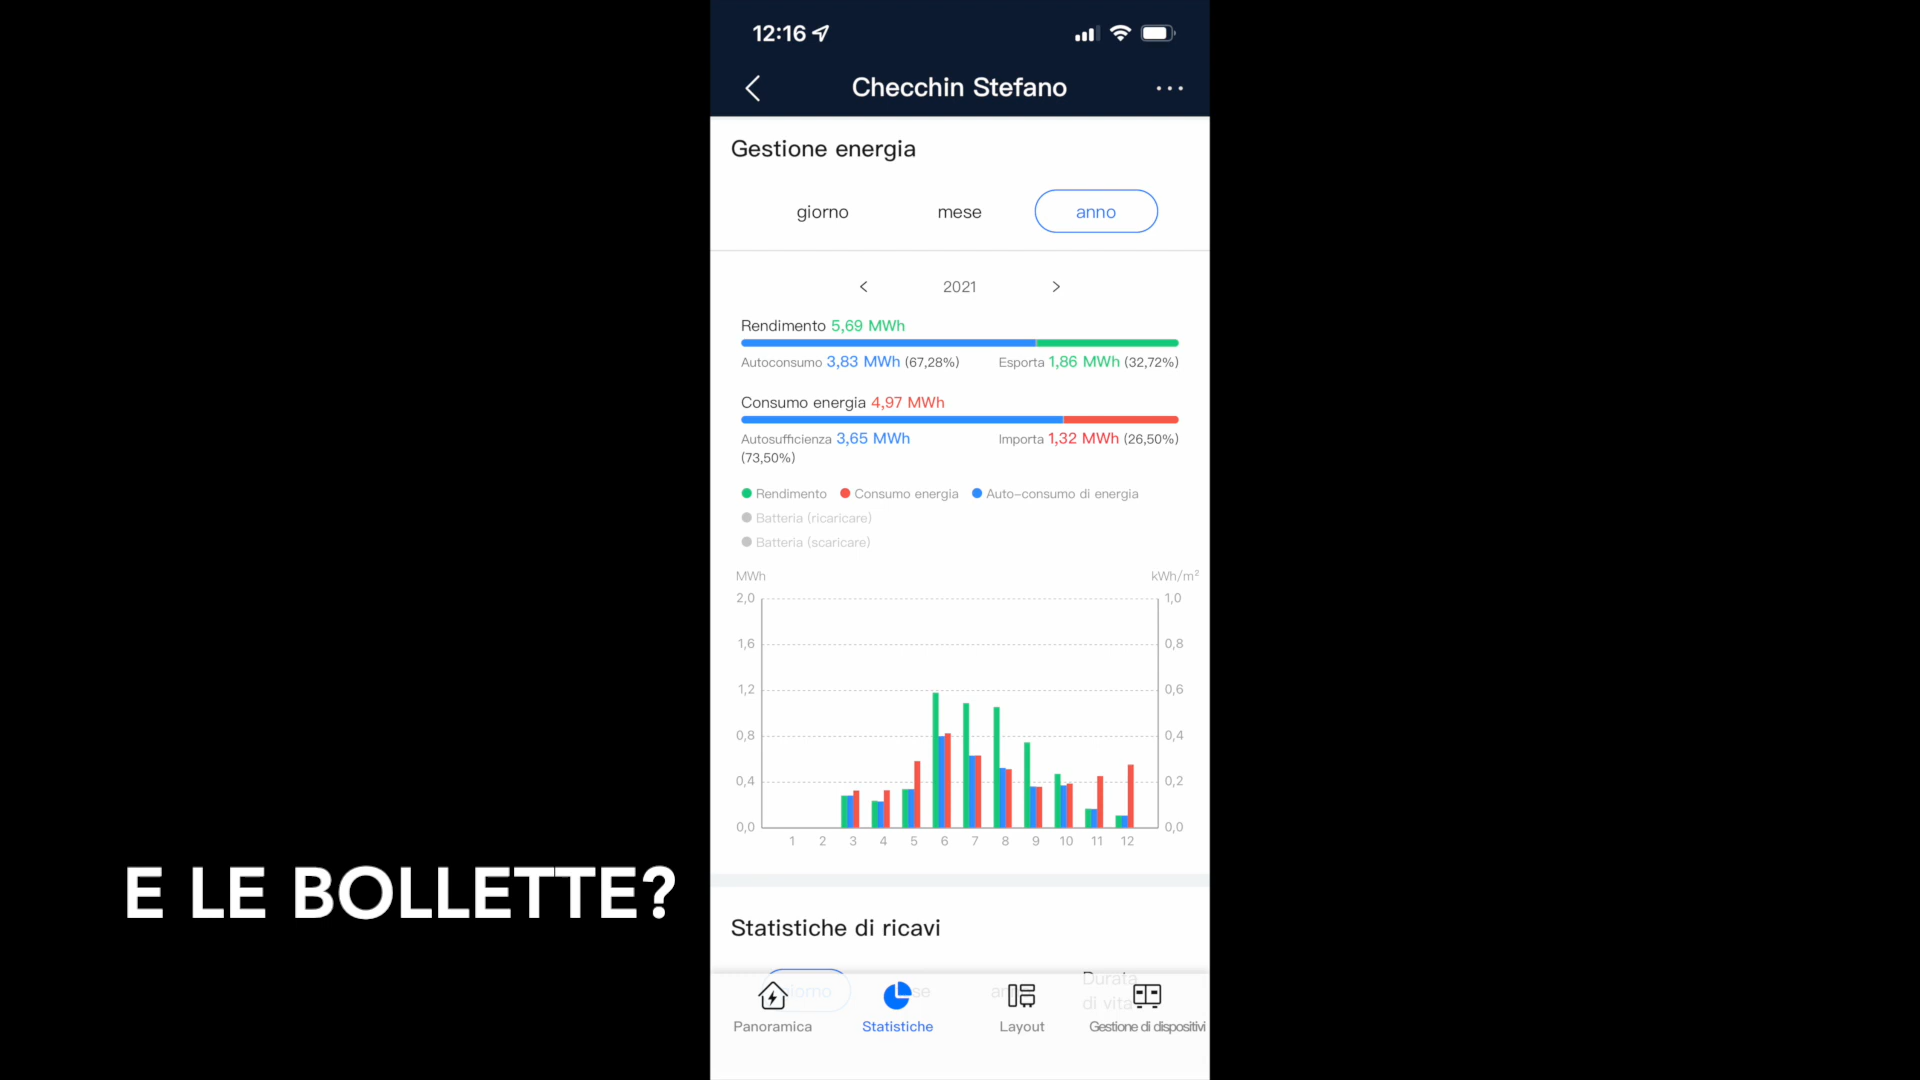 12:16
Checchin Stefano
Gestione energia
giorno mese anno
2021
Rendimento 5,69 MWh
Autoconsumo 3,83 MWh (67,28%) Esporta 1,86 MWh (32,72%)
Consumo energia 4,97 MWh
Autosufficienza 3,65 MWh Importa 1,32 MWh (26,50%)
(73,50%)
Rendimento Consumo energia Auto-consumo di energia
Batteria (ricaricare)
Batteria (scaricare)
MWh kWh/m²
2,0 1,0
1,6 0,8
1,2 0,6
0,8 0,4
0,4 0,2
0,0 0,0
1 2 3 4 5 6 7 8 9 10 11 12
E LE BOLLETTE?
Statistiche di ricavi
Durata
di vita
Panoramica Statistiche Layout Gestione di dispositivi